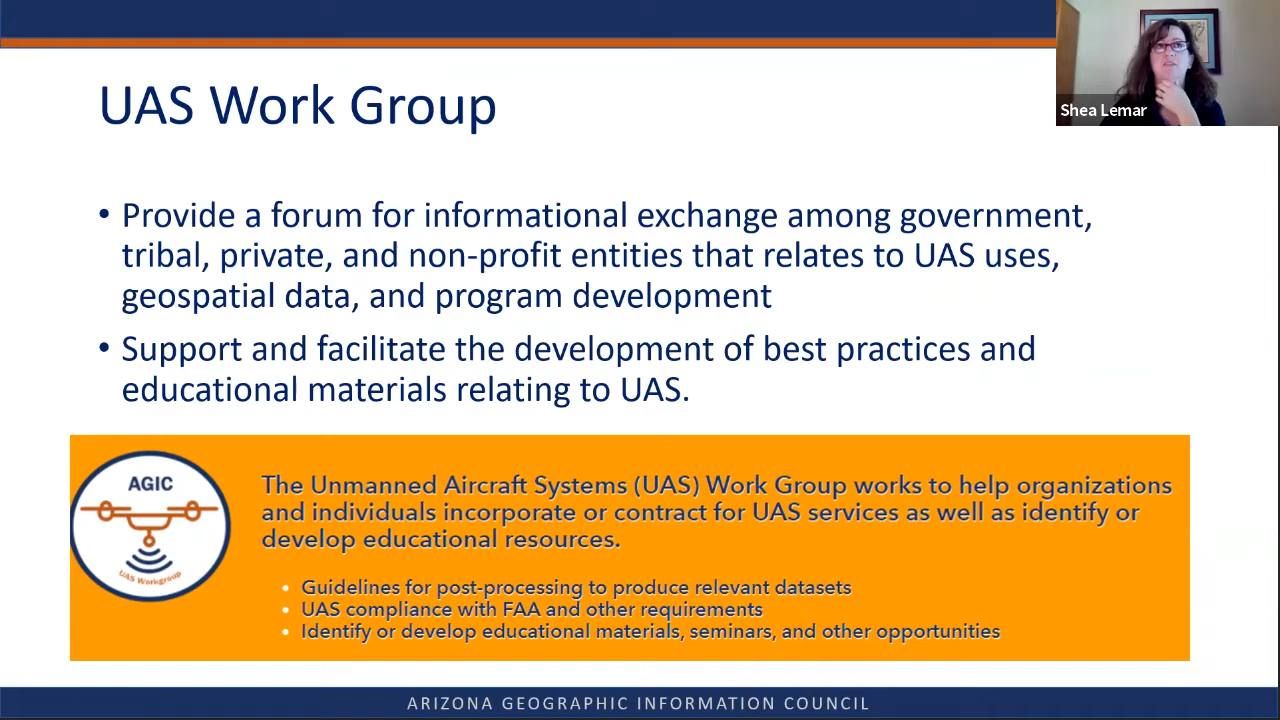 UAS Work Group
Shea Lemar
• Provide a forum for informational exchange among government,
tribal, private, and non-profit entities that relates to UAS uses,
geospatial data, and program development
• Support and facilitate the development of best practices and
educational materials relating to UAS.
AGIC
UAS Workgroup
The Unmanned Aircraft Systems (UAS) Work Group works to help organizations
and individuals incorporate or contract for UAS services as well as identify or
develop educational resources.
• Guidelines for post-processing to produce relevant datasets
• UAS compliance with FAA and other requirements
• Identify or develop educational materials, seminars, and other opportunities
ARIZONA GEOGRAPHIC INFORMATION COUNCIL